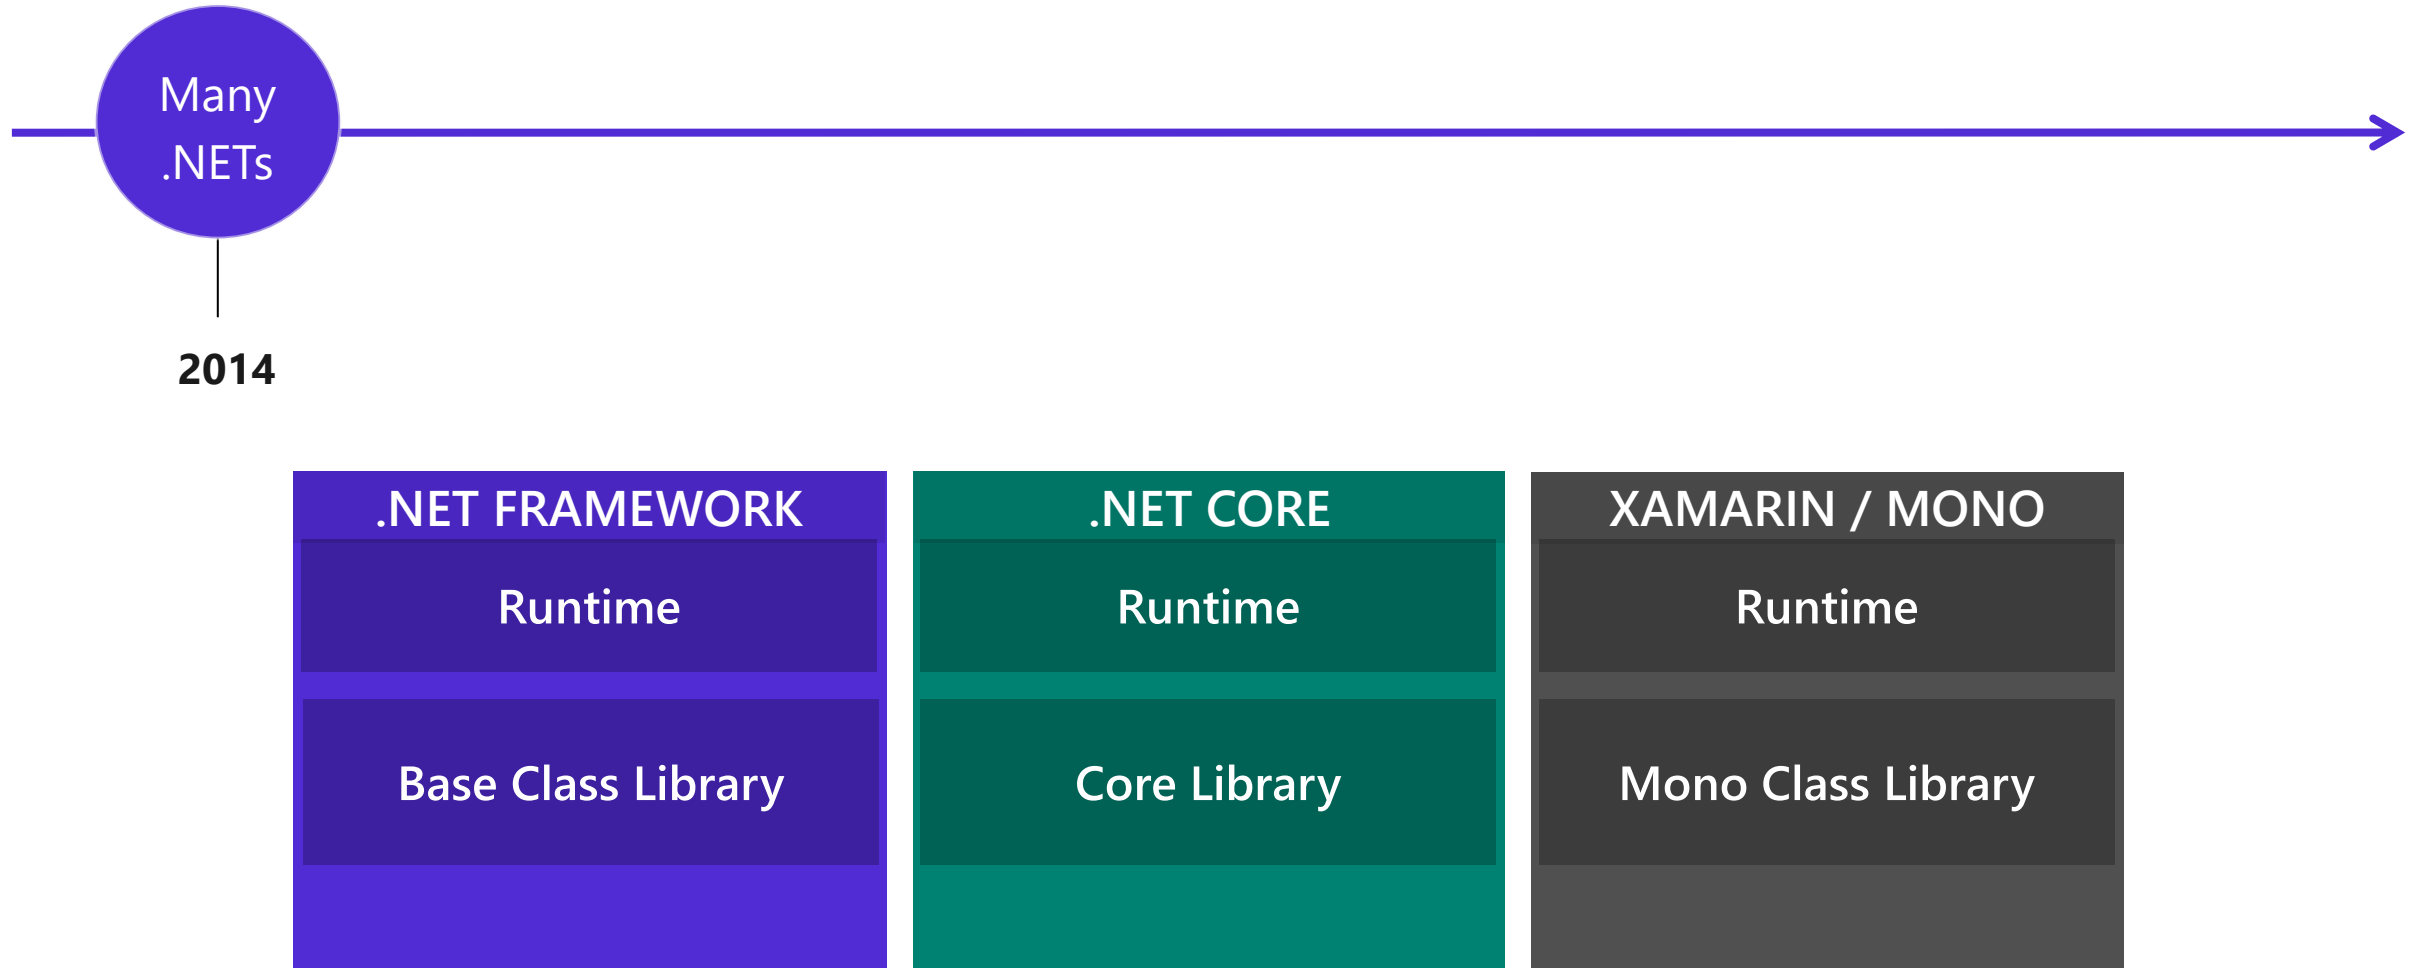 Many
.NETs
2014
.NET FRAMEWORK
Runtime
Base Class Library
.NET CORE
Runtime
Core Library
XAMARIN / MONO
Runtime
Mono Class Library